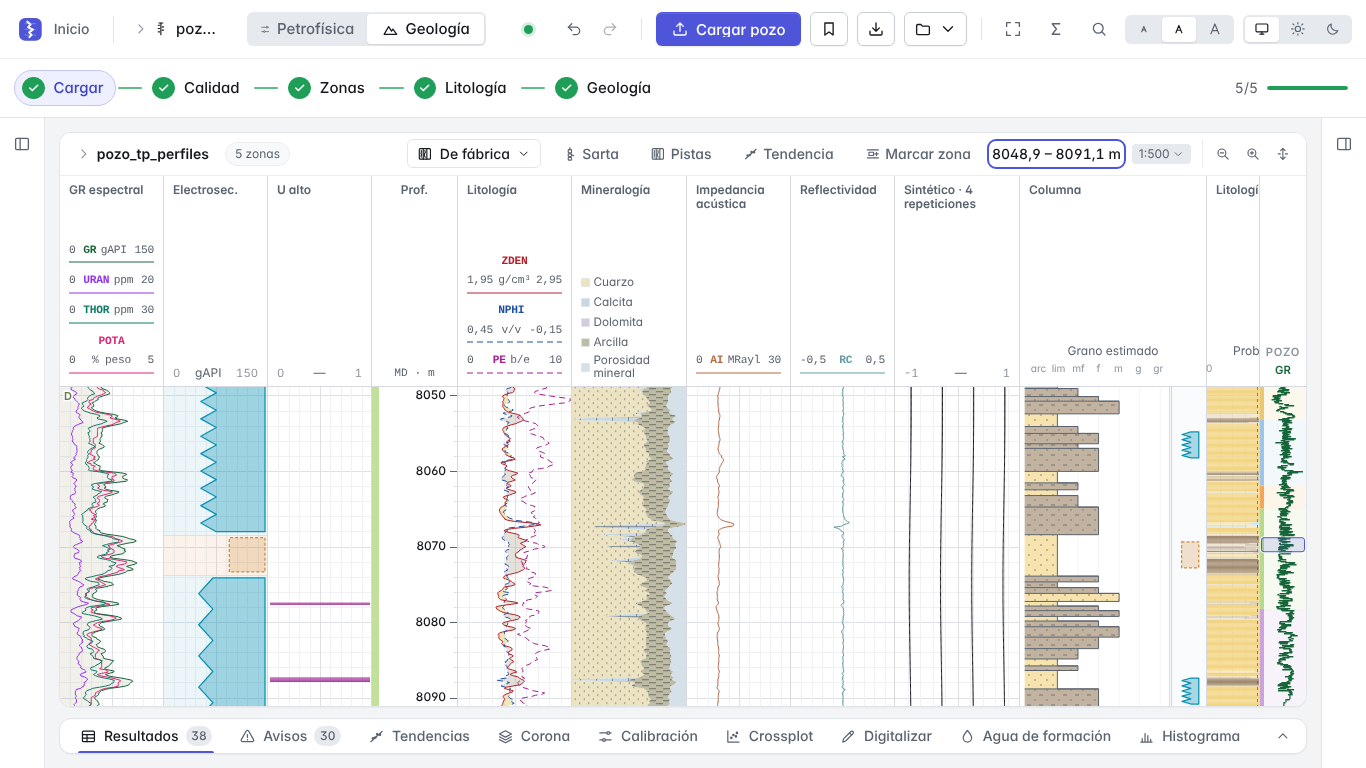 Inicio
poz...
Petrofísica
Geología
Cargar pozo
A A A
Cargar
Calidad
Zonas
Litología
Geología
5/5
pozo_tp_perfiles
5 zonas
De fábrica
Sarta
Pistas
Tendencia
Marcar zona
8048,9 – 8091,1 m
1:500
GR espectral
Electrosec.
U alto
Prof.
Litología
Mineralogía
Impedancia
acústica
Reflectividad
Sintético · 4
repeticiones
Columna
Litologí
0 GR gAPI 150
0 URAN ppm 20
0 THOR ppm 30
POTA
0 % peso 5
0 gAPI 150
0 — 1
MD · m
ZDEN
1,95 g/cm³ 2,95
NPHI
0,45 v/v -0,15
0 PE b/e 10
Cuarzo
Calcita
Dolomita
Arcilla
Porosidad
mineral
0 AI MRayl 30
-0,5 RC 0,5
-1 — 1
Grano estimado
arc lim mf f m g gr
Prob
0
POZO
GR
D
8050
8060
8070
8080
8090
Resultados 38
Avisos 30
Tendencias
Corona
Calibración
Crossplot
Digitalizar
Agua de formación
Histograma